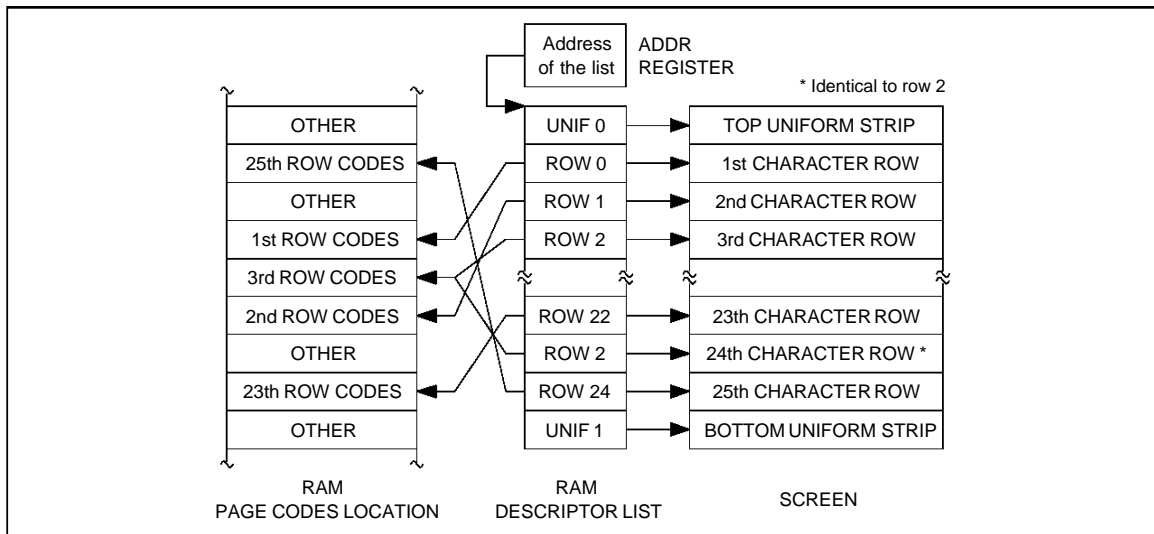 Address
of the list
ADDR
REGISTER
* Identical to row 2
OTHER
UNIF 0
TOP UNIFORM STRIP
25th ROW CODES
ROW 0
1st CHARACTER ROW
OTHER
ROW 1
2nd CHARACTER ROW
1st ROW CODES
ROW 2
3rd CHARACTER ROW
3rd ROW CODES
2nd ROW CODES
ROW 22
23th CHARACTER ROW
OTHER
ROW 2
24th CHARACTER ROW *
23th ROW CODES
ROW 24
25th CHARACTER ROW
OTHER
UNIF 1
BOTTOM UNIFORM STRIP
RAM
PAGE CODES LOCATION
RAM
DESCRIPTOR LIST
SCREEN